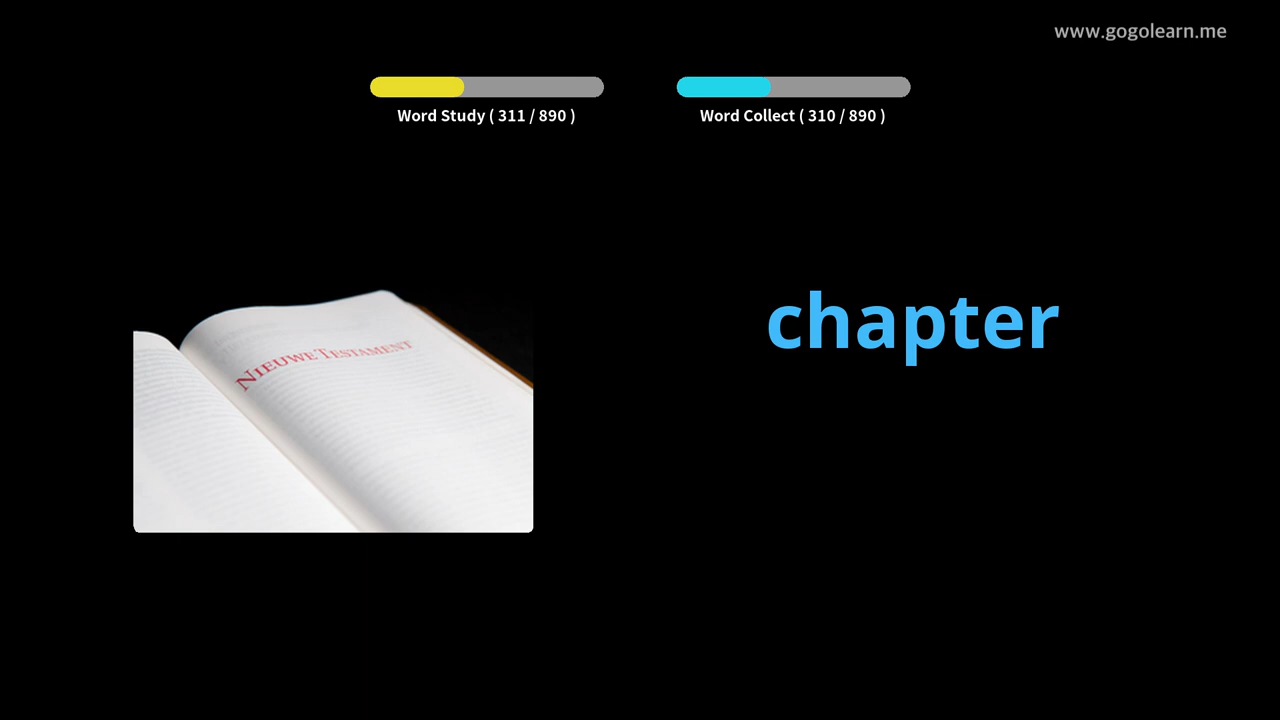 www.gogolearn.me
Word Study ( 311 / 890 )
Word Collect ( 310 / 890 )
chapter
NIEUWE TESTAMENT